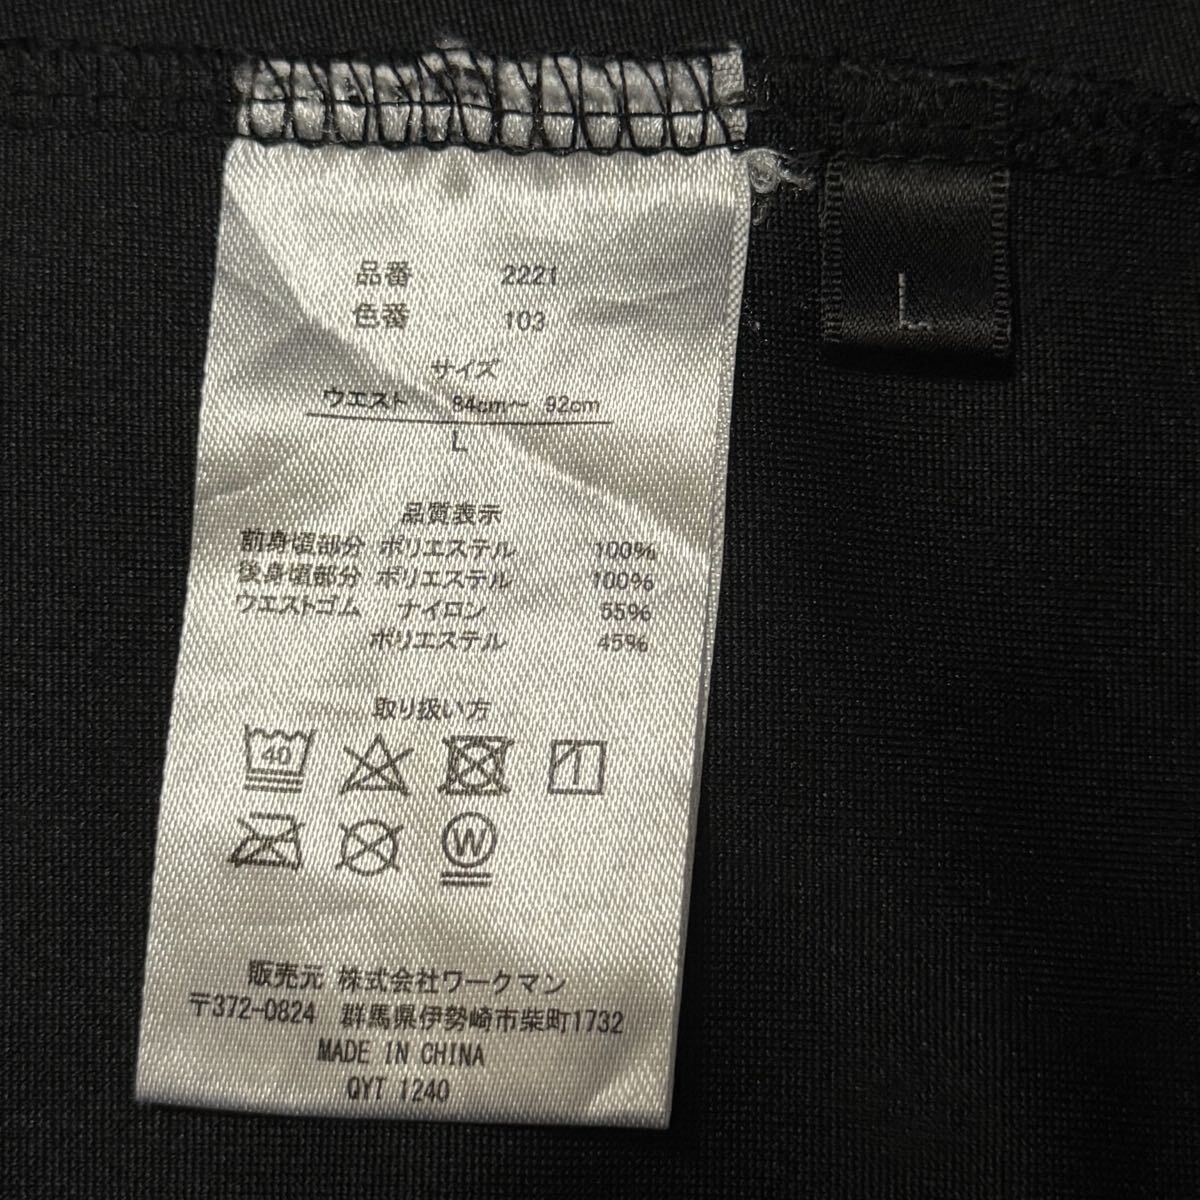 品番 2221
色番 103
サイズ
ウエスト 84cm～ 92cm
L
品質表示
前身頃部分 ポリエステル 100%
後身頃部分 ポリエステル 100%
ウエストゴム ナイロン 55%
ポリエステル 45%
取り扱い方
40
W
販売元 株式会社ワークマン
〒372-0824 群馬県伊勢崎市柴町1732
MADE IN CHINA
QYT 1240
L